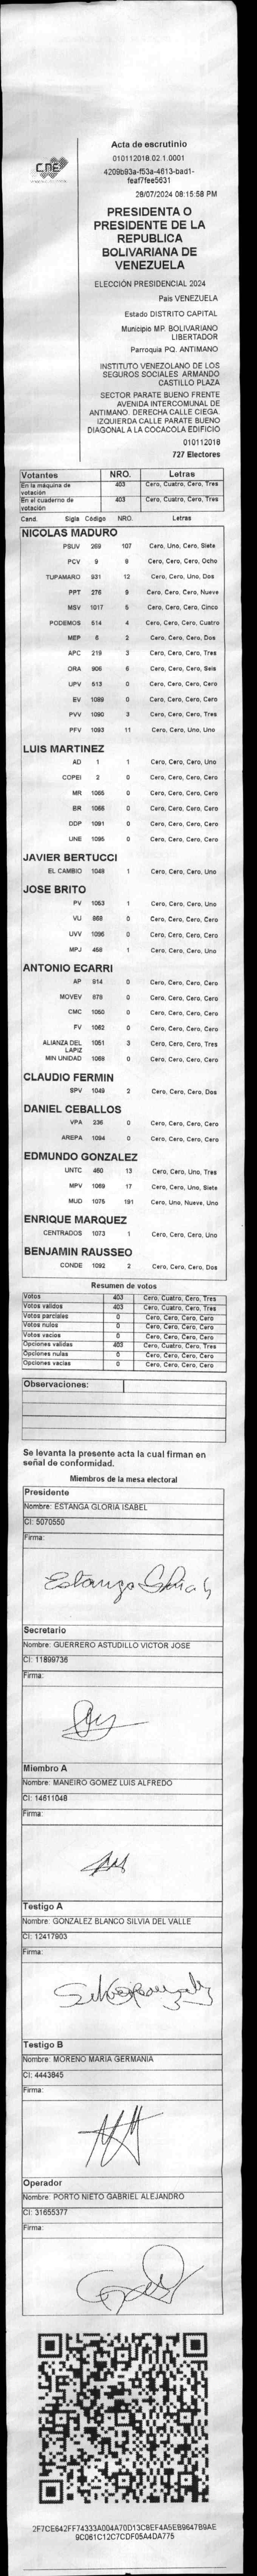 CNE
Acta de escrutinio
010112018.02.1.0001
4209b93a-f53a-4613-bad1-
feaf7fee5631
28/07/2024 08:15:58 PM
PRESIDENTA O
PRESIDENTE DE LA
REPUBLICA
BOLIVARIANA DE
VENEZUELA
ELECCIÓN PRESIDENCIAL 2024
País VENEZUELA
Estado DISTRITO CAPITAL
Municipio MP. BOLIVARIANO
LIBERTADOR
Parroquia PQ. ANTIMANO
INSTITUTO VENEZOLANO DE LOS
SEGUROS SOCIALES ARMANDO
CASTILLO PLAZA
SECTOR PARATE BUENO FRENTE
AVENIDA INTERCOMUNAL DE
ANTIMANO. DERECHA CALLE CIEGA.
IZQUIERDA CALLE PARATE BUENO
DIAGONAL A LA COCACOLA EDIFICIO
010112018
727 Electores
Votantes NRO. Letras
En la máquina de votación 403 Cero, Cuatro, Cero, Tres
En el cuaderno de votación 403 Cero, Cuatro, Cero, Tres
Cand. Sigla Código NRO. Letras
NICOLAS MADURO
PSUV 269 107 Cero, Uno, Cero, Siete
PCV 9 8 Cero, Cero, Cero, Ocho
TUPAMARO 931 12 Cero, Cero, Uno, Dos
PPT 276 9 Cero, Cero, Cero, Nueve
MSV 1017 5 Cero, Cero, Cero, Cinco
PODEMOS 514 4 Cero, Cero, Cero, Cuatro
MEP 6 2 Cero, Cero, Cero, Dos
APC 219 3 Cero, Cero, Cero, Tres
ORA 906 6 Cero, Cero, Cero, Seis
UPV 513 0 Cero, Cero, Cero, Cero
EV 1089 0 Cero, Cero, Cero, Cero
PVV 1090 3 Cero, Cero, Cero, Tres
PFV 1093 11 Cero, Cero, Uno, Uno
LUIS MARTINEZ
AD 1 1 Cero, Cero, Cero, Uno
COPEI 2 0 Cero, Cero, Cero, Cero
MR 1065 0 Cero, Cero, Cero, Cero
BR 1066 0 Cero, Cero, Cero, Cero
DDP 1091 0 Cero, Cero, Cero, Cero
UNE 1095 0 Cero, Cero, Cero, Cero
JAVIER BERTUCCI
EL CAMBIO 1048 1 Cero, Cero, Cero, Uno
JOSE BRITO
PV 1053 1 Cero, Cero, Cero, Uno
VU 868 0 Cero, Cero, Cero, Cero
UVV 1096 0 Cero, Cero, Cero, Cero
MPJ 458 1 Cero, Cero, Cero, Uno
ANTONIO ECARRI
AP 914 0 Cero, Cero, Cero, Cero
MOVEV 878 0 Cero, Cero, Cero, Cero
CMC 1050 0 Cero, Cero, Cero, Cero
FV 1062 0 Cero, Cero, Cero, Cero
ALIANZA DEL LAPIZ 1051 3 Cero, Cero, Cero, Tres
MIN UNIDAD 1068 0 Cero, Cero, Cero, Cero
CLAUDIO FERMIN
SPV 1049 2 Cero, Cero, Cero, Dos
DANIEL CEBALLOS
VPA 236 0 Cero, Cero, Cero, Cero
AREPA 1094 0 Cero, Cero, Cero, Cero
EDMUNDO GONZALEZ
UNTC 460 13 Cero, Cero, Uno, Tres
MPV 1069 17 Cero, Cero, Uno, Siete
MUD 1075 191 Cero, Uno, Nueve, Uno
ENRIQUE MARQUEZ
CENTRADOS 1073 1 Cero, Cero, Cero, Uno
BENJAMIN RAUSSEO
CONDE 1092 2 Cero, Cero, Cero, Dos
Resumen de votos
Votos 403 Cero, Cuatro, Cero, Tres
Votos validos 403 Cero, Cuatro, Cero, Tres
Votos parciales 0 Cero, Cero, Cero, Cero
Votos nulos 0 Cero, Cero, Cero, Cero
Votos vacios 0 Cero, Cero, Cero, Cero
Opciones validas 403 Cero, Cuatro, Cero, Tres
Opciones nulas 0 Cero, Cero, Cero, Cero
Opciones vacías 0 Cero, Cero, Cero, Cero
Observaciones:
Se levanta la presente acta la cual firman en
señal de conformidad.
Miembros de la mesa electoral
Presidente
Nombre: ESTANGA GLORIA ISABEL
CI: 5070550
Firma:
Secretario
Nombre: GUERRERO ASTUDILLO VICTOR JOSE
CI: 11899736
Firma:
Miembro A
Nombre: MANEIRO GOMEZ LUIS ALFREDO
CI: 14611048
Firma:
Testigo A
Nombre: GONZALEZ BLANCO SILVIA DEL VALLE
CI: 12417903
Firma:
Testigo B
Nombre: MORENO MARIA GERMANIA
CI: 4443845
Firma:
Operador
Nombre: PORTO NIETO GABRIEL ALEJANDRO
CI: 31655377
Firma:
2F7CE642FF74333A004A70D13C8EF4A5EB9647B9AE
9C061C12C7CDF05A4DA775